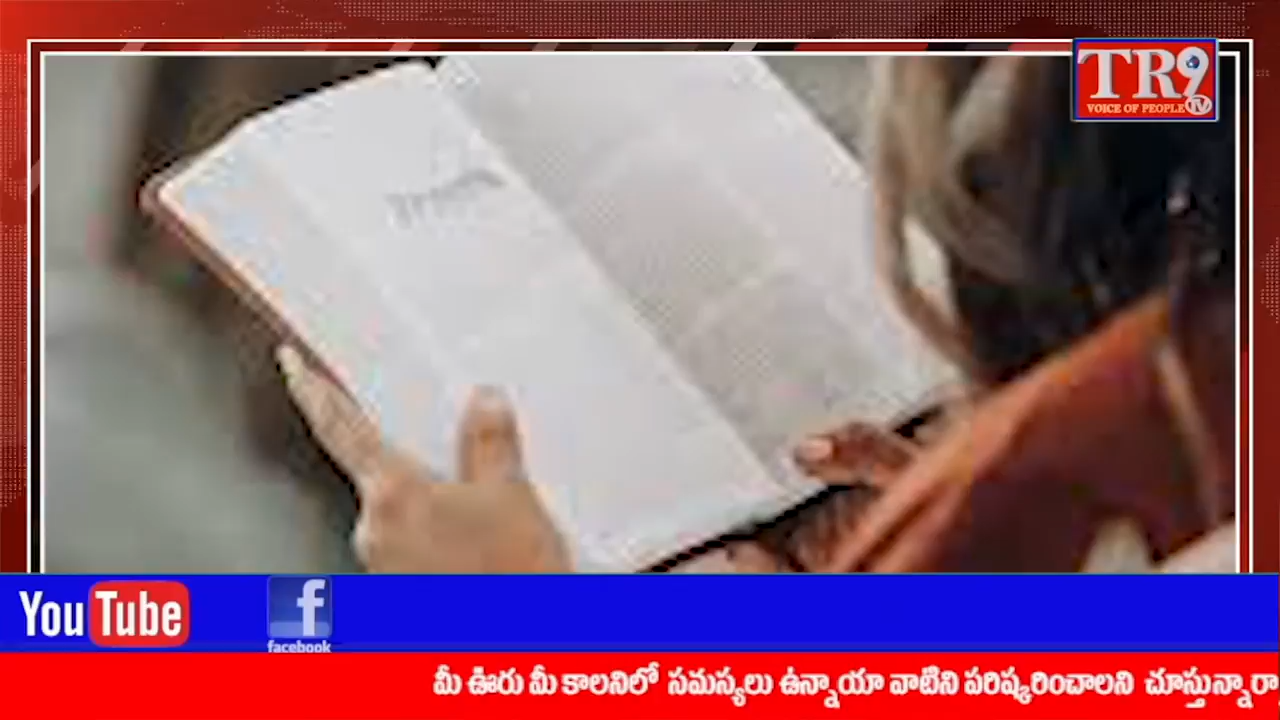 TR9
VOICE OF PEOPLE TV
YouTube
facebook
మీ ఊరు మీ కాలనిలో సమస్యలు ఉన్నాయా వాటిని పరిష్కరించాలని చూస్తున్నారా